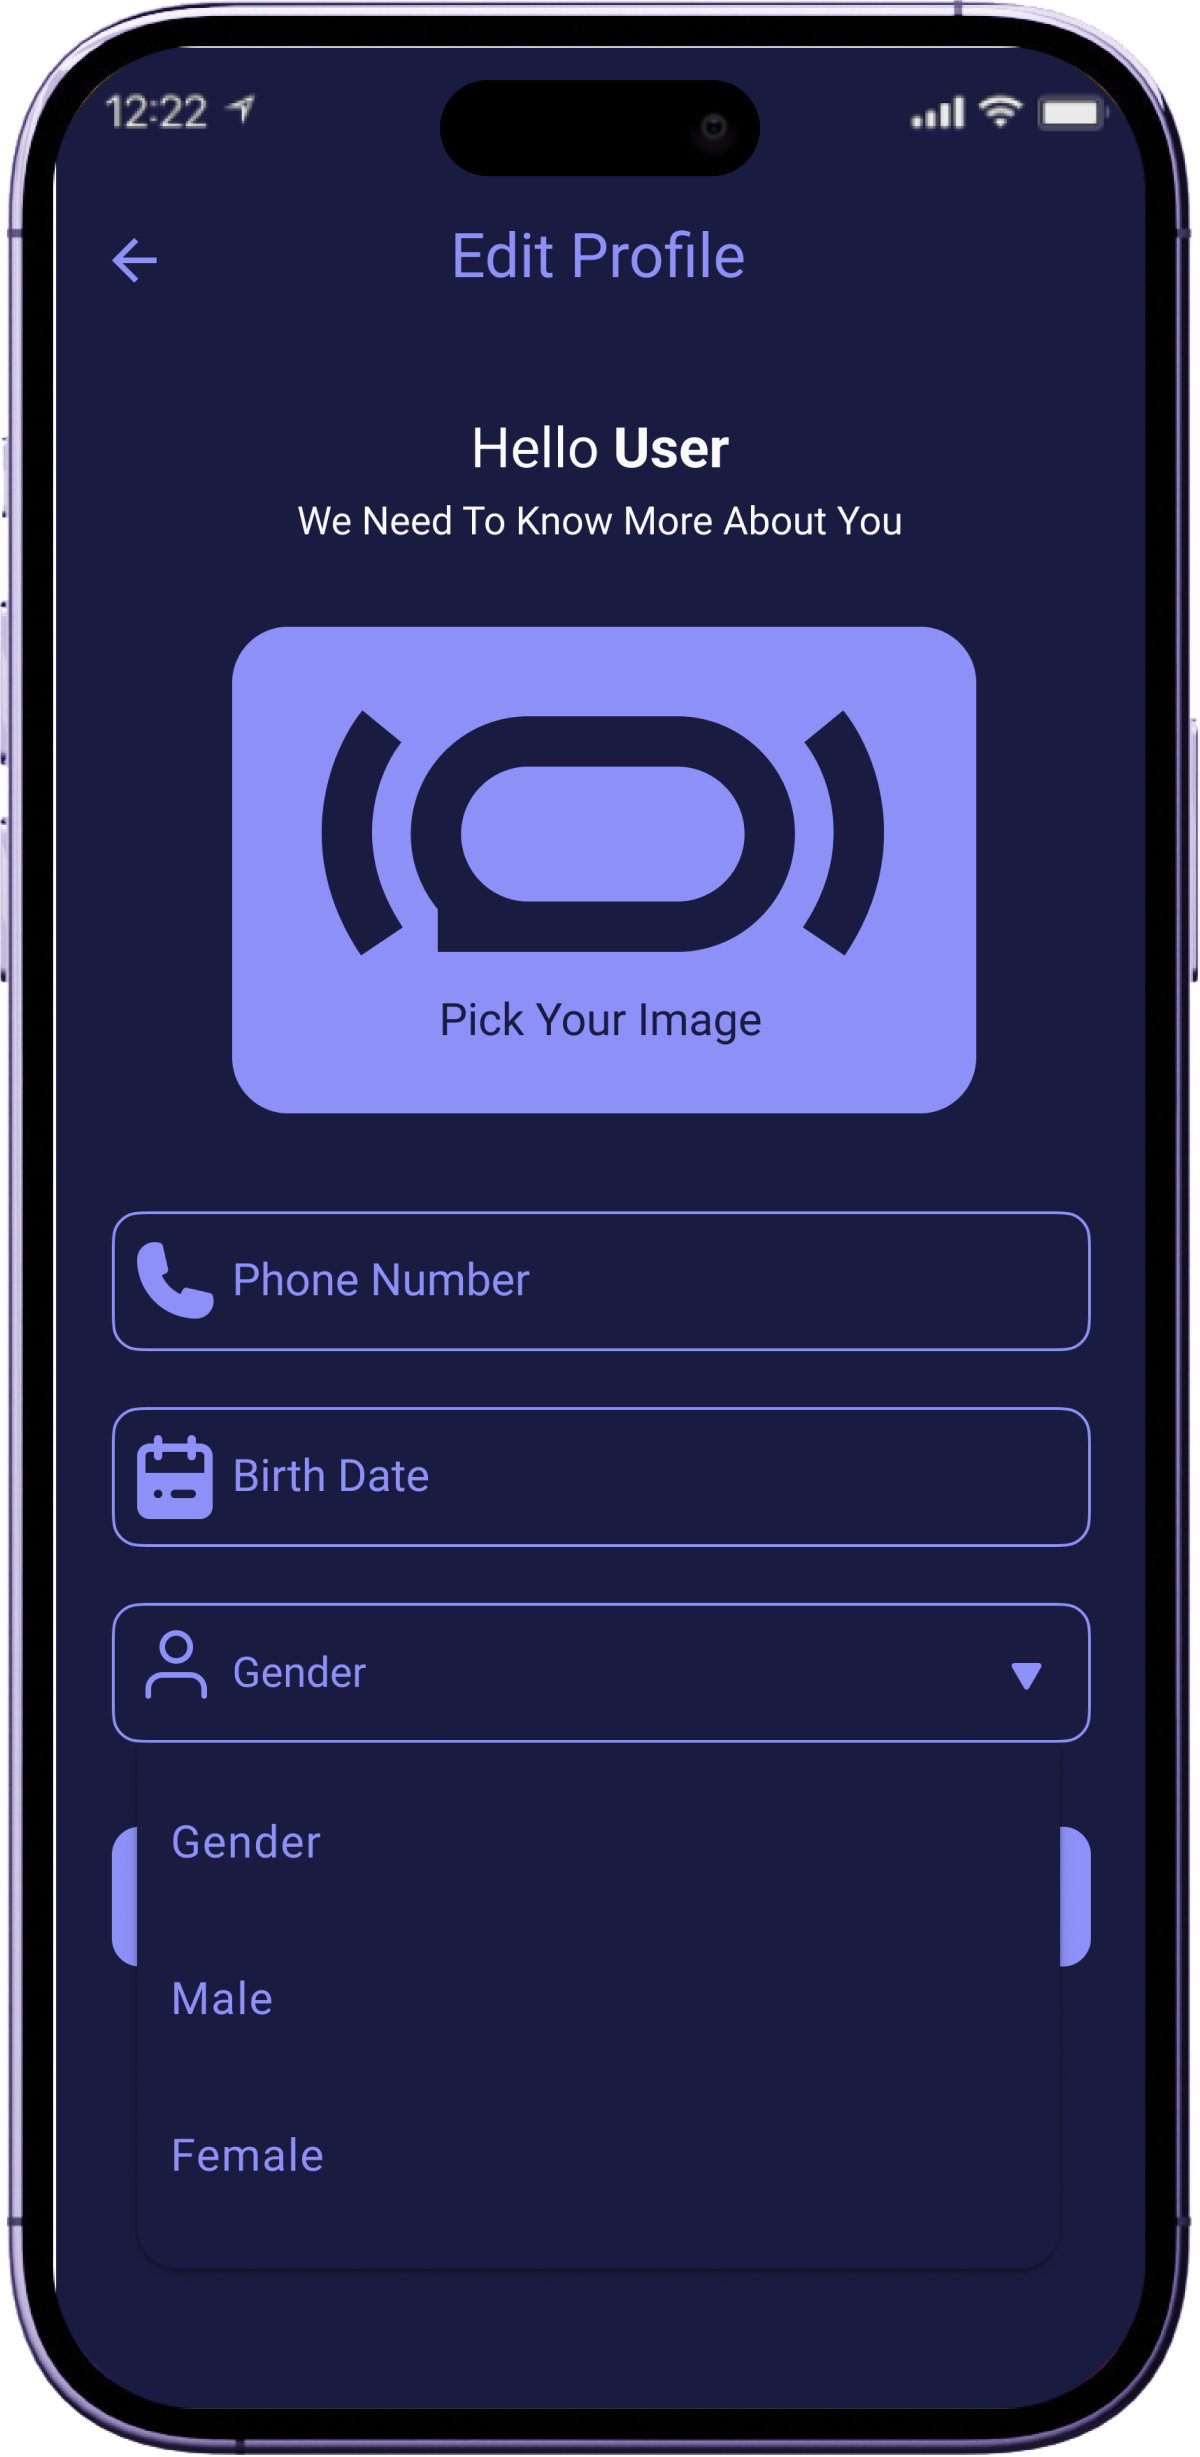 12:22
Edit Profile
Hello User
We Need To Know More About You
Pick Your Image
Phone Number
Birth Date
Gender
Gender
Male
Female